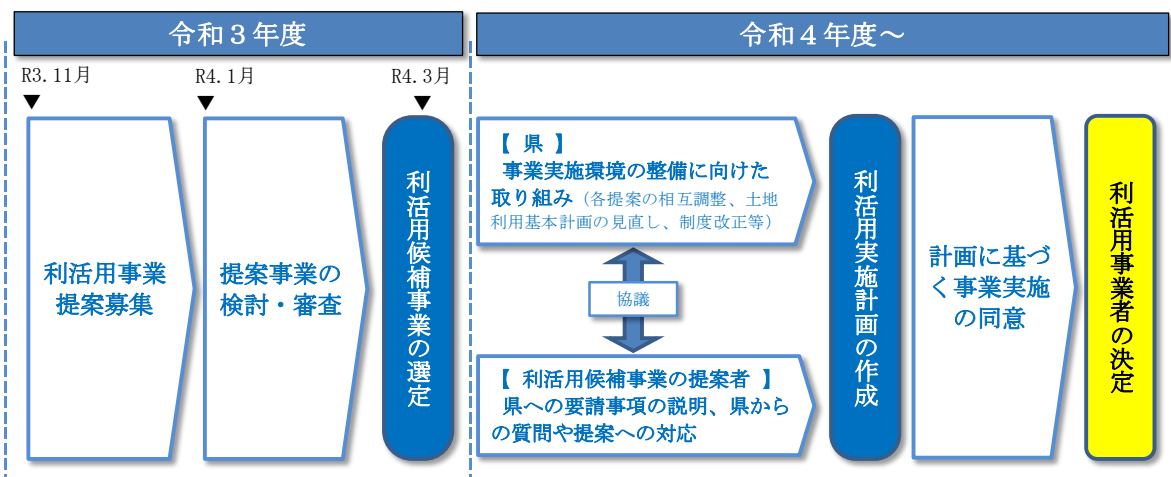 令和３年度
令和４年度～
R3.11月
R4.1月
R4.3月
利活用事業
提案募集
提案事業の
検討・審査
利活用候補事業の選定
【 県 】
事業実施環境の整備に向けた
取り組み（各提案の相互調整、土地
利用基本計画の見直し、制度改正等）
協議
【 利活用候補事業の提案者 】
県への要請事項の説明、県から
の質問や提案への対応
利活用実施計画の作成
計画に基づ
く事業実施
の同意
利活用事業者の決定